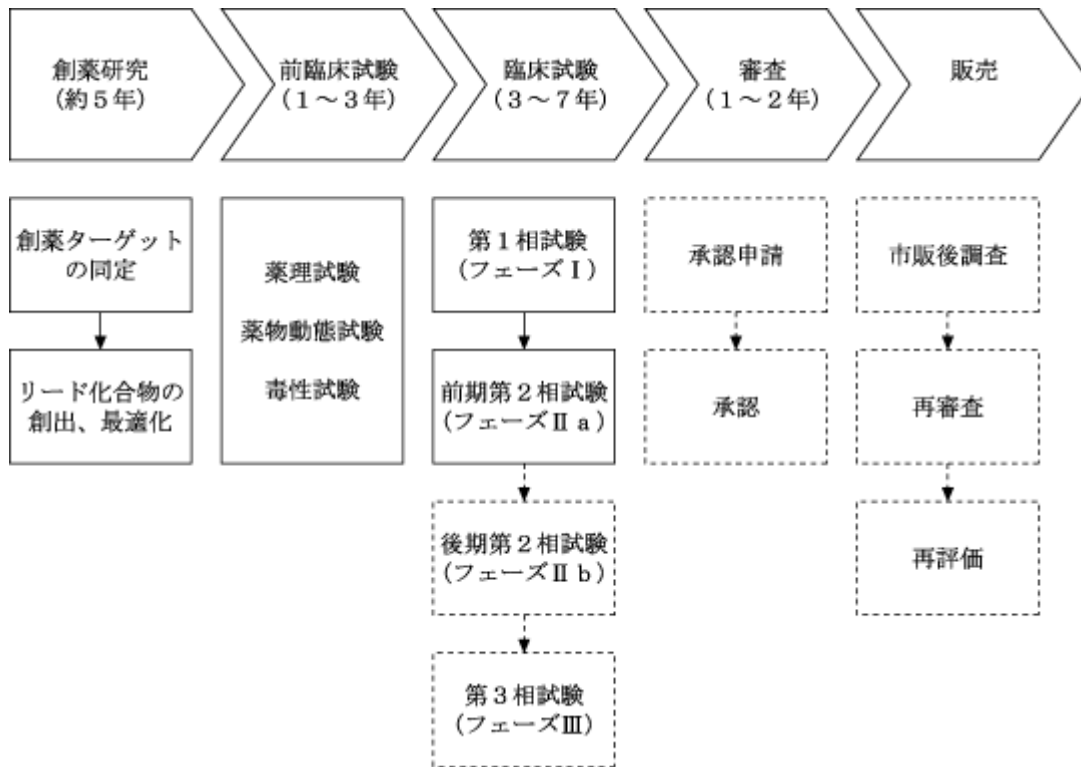 創薬研究
(約5年)
前臨床試験
(1~3年)
臨床試験
(3~7年)
審査
(1~2年)
販売
創薬ターゲット
の同定
リード化合物の
創出、最適化
薬理試験
薬物動態試験
毒性試験
第1相試験
(フェーズⅠ)
前期第2相試験
(フェーズⅡa)
後期第2相試験
(フェーズⅡb)
第3相試験
(フェーズⅢ)
承認申請
承認
市販後調査
再審査
再評価